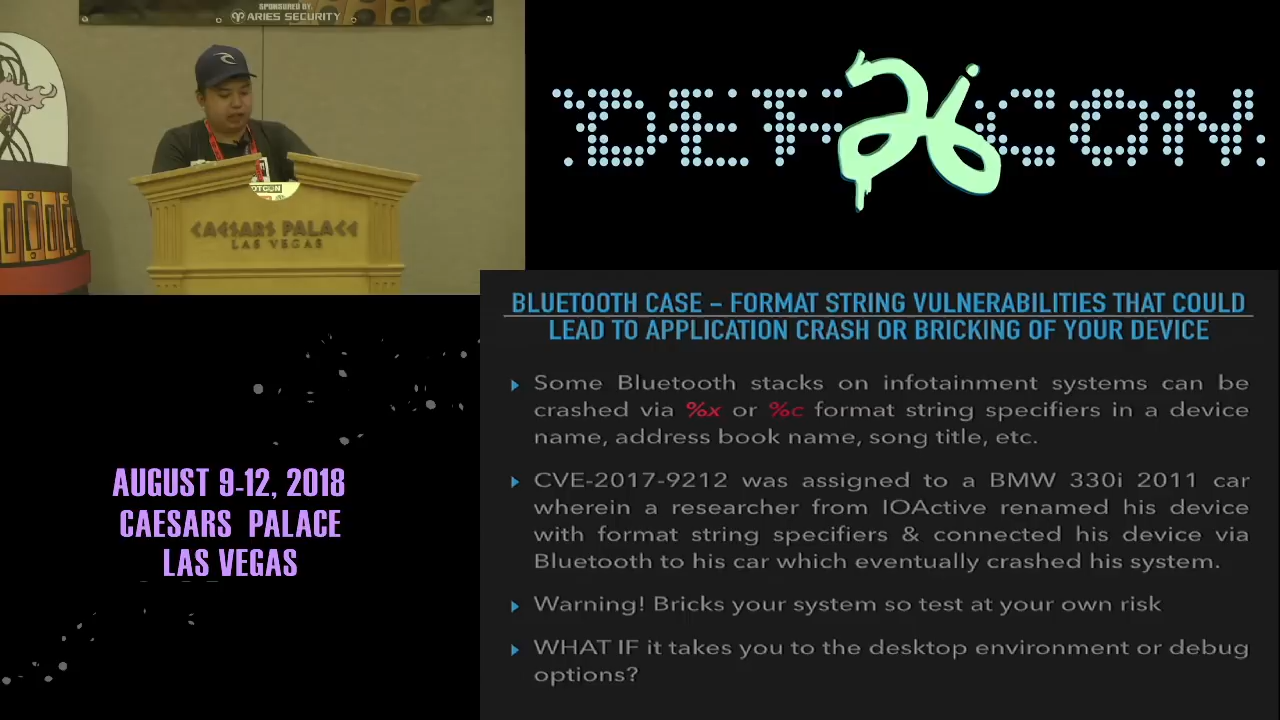 SPONSORED BY:
ARIES SECURITY
CAESARS PALACE
LAS VEGAS
DEF 26 CON
BLUETOOTH CASE – FORMAT STRING VULNERABILITIES THAT COULD
LEAD TO APPLICATION CRASH OR BRICKING OF YOUR DEVICE
Some Bluetooth stacks on infotainment systems can be
crashed via %x or %c format string specifiers in a device
name, address book name, song title, etc.
CVE-2017-9212 was assigned to a BMW 330i 2011 car
wherein a researcher from IOActive renamed his device
with format string specifiers & connected his device via
Bluetooth to his car which eventually crashed his system.
Warning! Bricks your system so test at your own risk
WHAT IF it takes you to the desktop environment or debug
options?
AUGUST 9-12, 2018
CAESARS PALACE
LAS VEGAS